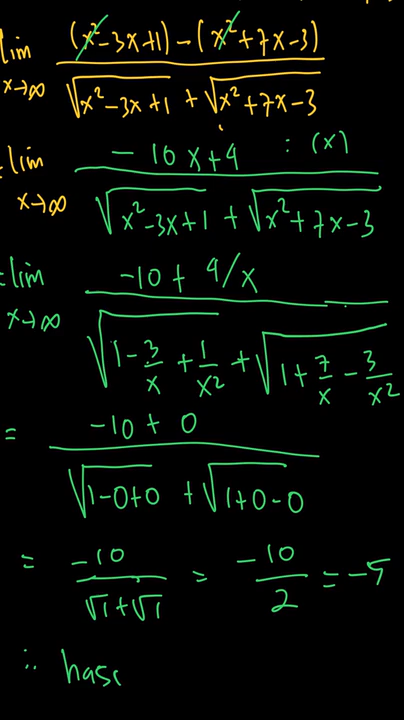 lim x→∞ (x²-3x+1)-(x²+7x-3) / √(x²-3x+1) + √(x²+7x-3)
=lim x→∞ -10x+4 : (x) / √(x²-3x+1) + √(x²+7x-3)
=lim x→∞ -10+4/x / √(1-3/x+1/x²) + √(1+7/x-3/x²)
= -10+0 / √(1-0+0) + √(1+0-0)
= -10 / √1+√1 = -10 / 2 = -5
∴ hasi